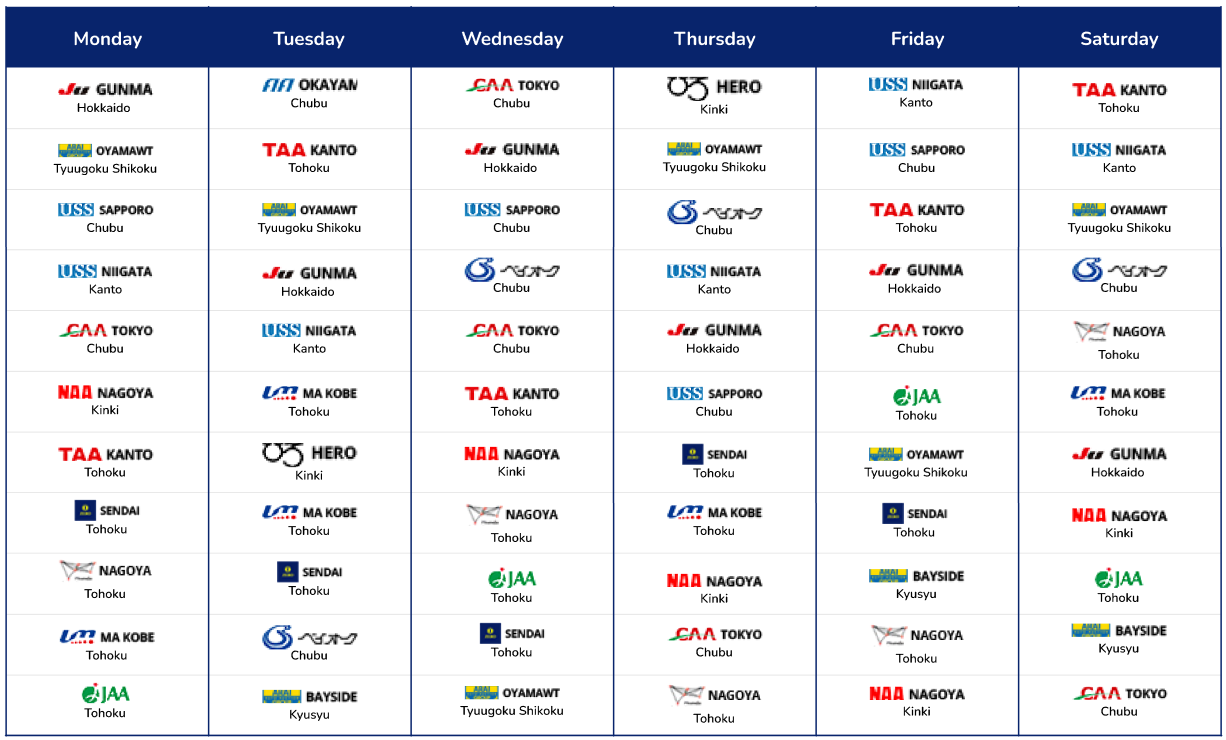 Monday Tuesday Wednesday Thursday Friday Saturday
JU GUNMA
Hokkaido
OKAYAM
Chubu
CAA TOKYO
Chubu
HERO
Kinki
USS NIIGATA
Kanto
TAA KANTO
Tohoku
ARAI OYAMAWT
Tyuugoku Shikoku
TAA KANTO
Tohoku
JU GUNMA
Hokkaido
ARAI OYAMAWT
Tyuugoku Shikoku
USS SAPPORO
Chubu
USS NIIGATA
Kanto
USS SAPPORO
Chubu
ARAI OYAMAWT
Tyuugoku Shikoku
USS SAPPORO
Chubu
ベイオーク
Chubu
TAA KANTO
Tohoku
ARAI OYAMAWT
Tyuugoku Shikoku
USS NIIGATA
Kanto
JU GUNMA
Hokkaido
ベイオーク
Chubu
USS NIIGATA
Kanto
JU GUNMA
Hokkaido
ベイオーク
Chubu
CAA TOKYO
Chubu
USS NIIGATA
Kanto
CAA TOKYO
Chubu
JU GUNMA
Hokkaido
CAA TOKYO
Chubu
NAGOYA
Tohoku
NAA NAGOYA
Kinki
MA KOBE
Tohoku
TAA KANTO
Tohoku
USS SAPPORO
Chubu
JAA
Tohoku
MA KOBE
Tohoku
TAA KANTO
Tohoku
HERO
Kinki
NAA NAGOYA
Kinki
SENDAI
Tohoku
ARAI OYAMAWT
Tyuugoku Shikoku
JU GUNMA
Hokkaido
SENDAI
Tohoku
MA KOBE
Tohoku
NAGOYA
Tohoku
MA KOBE
Tohoku
SENDAI
Tohoku
NAA NAGOYA
Kinki
NAGOYA
Tohoku
SENDAI
Tohoku
JAA
Tohoku
NAA NAGOYA
Kinki
ARAI BAYSIDE
Kyusyu
JAA
Tohoku
MA KOBE
Tohoku
ベイオーク
Chubu
SENDAI
Tohoku
CAA TOKYO
Chubu
NAGOYA
Tohoku
ARAI BAYSIDE
Kyusyu
JAA
Tohoku
ARAI BAYSIDE
Kyusyu
ARAI OYAMAWT
Tyuugoku Shikoku
NAGOYA
Tohoku
NAA NAGOYA
Kinki
CAA TOKYO
Chubu